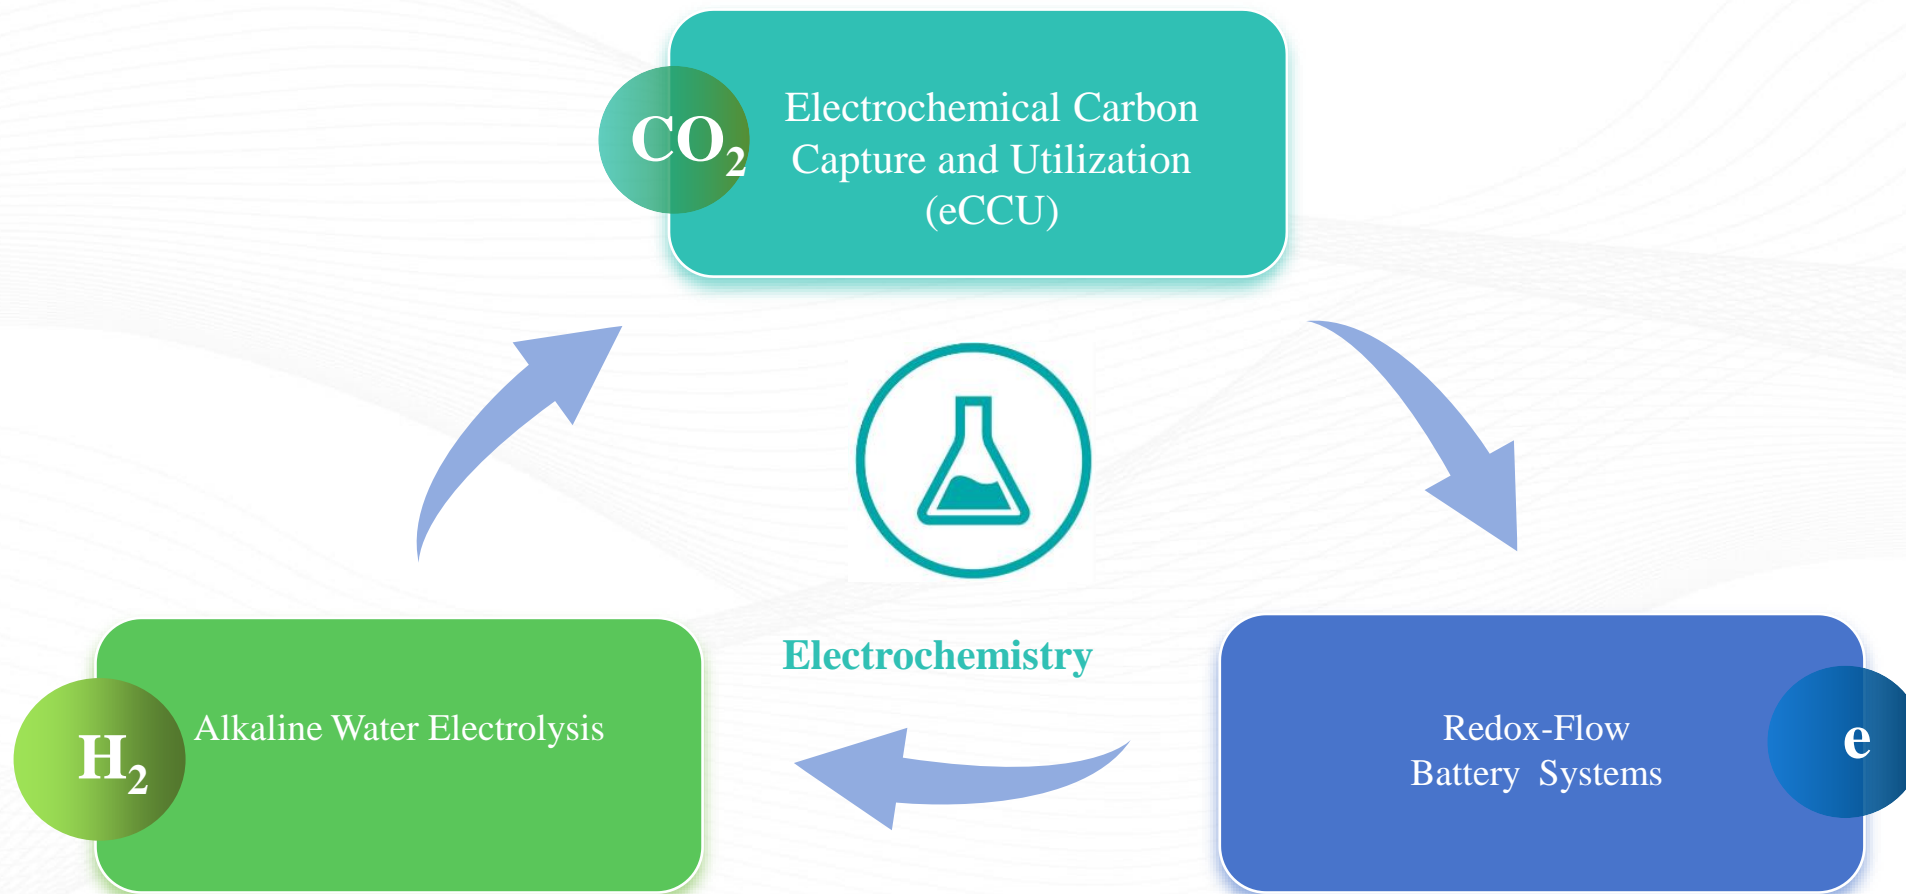 CO₂
Electrochemical Carbon
Capture and Utilization
(eCCU)
Electrochemistry
H₂
Alkaline Water Electrolysis
Redox-Flow
Battery  Systems
e